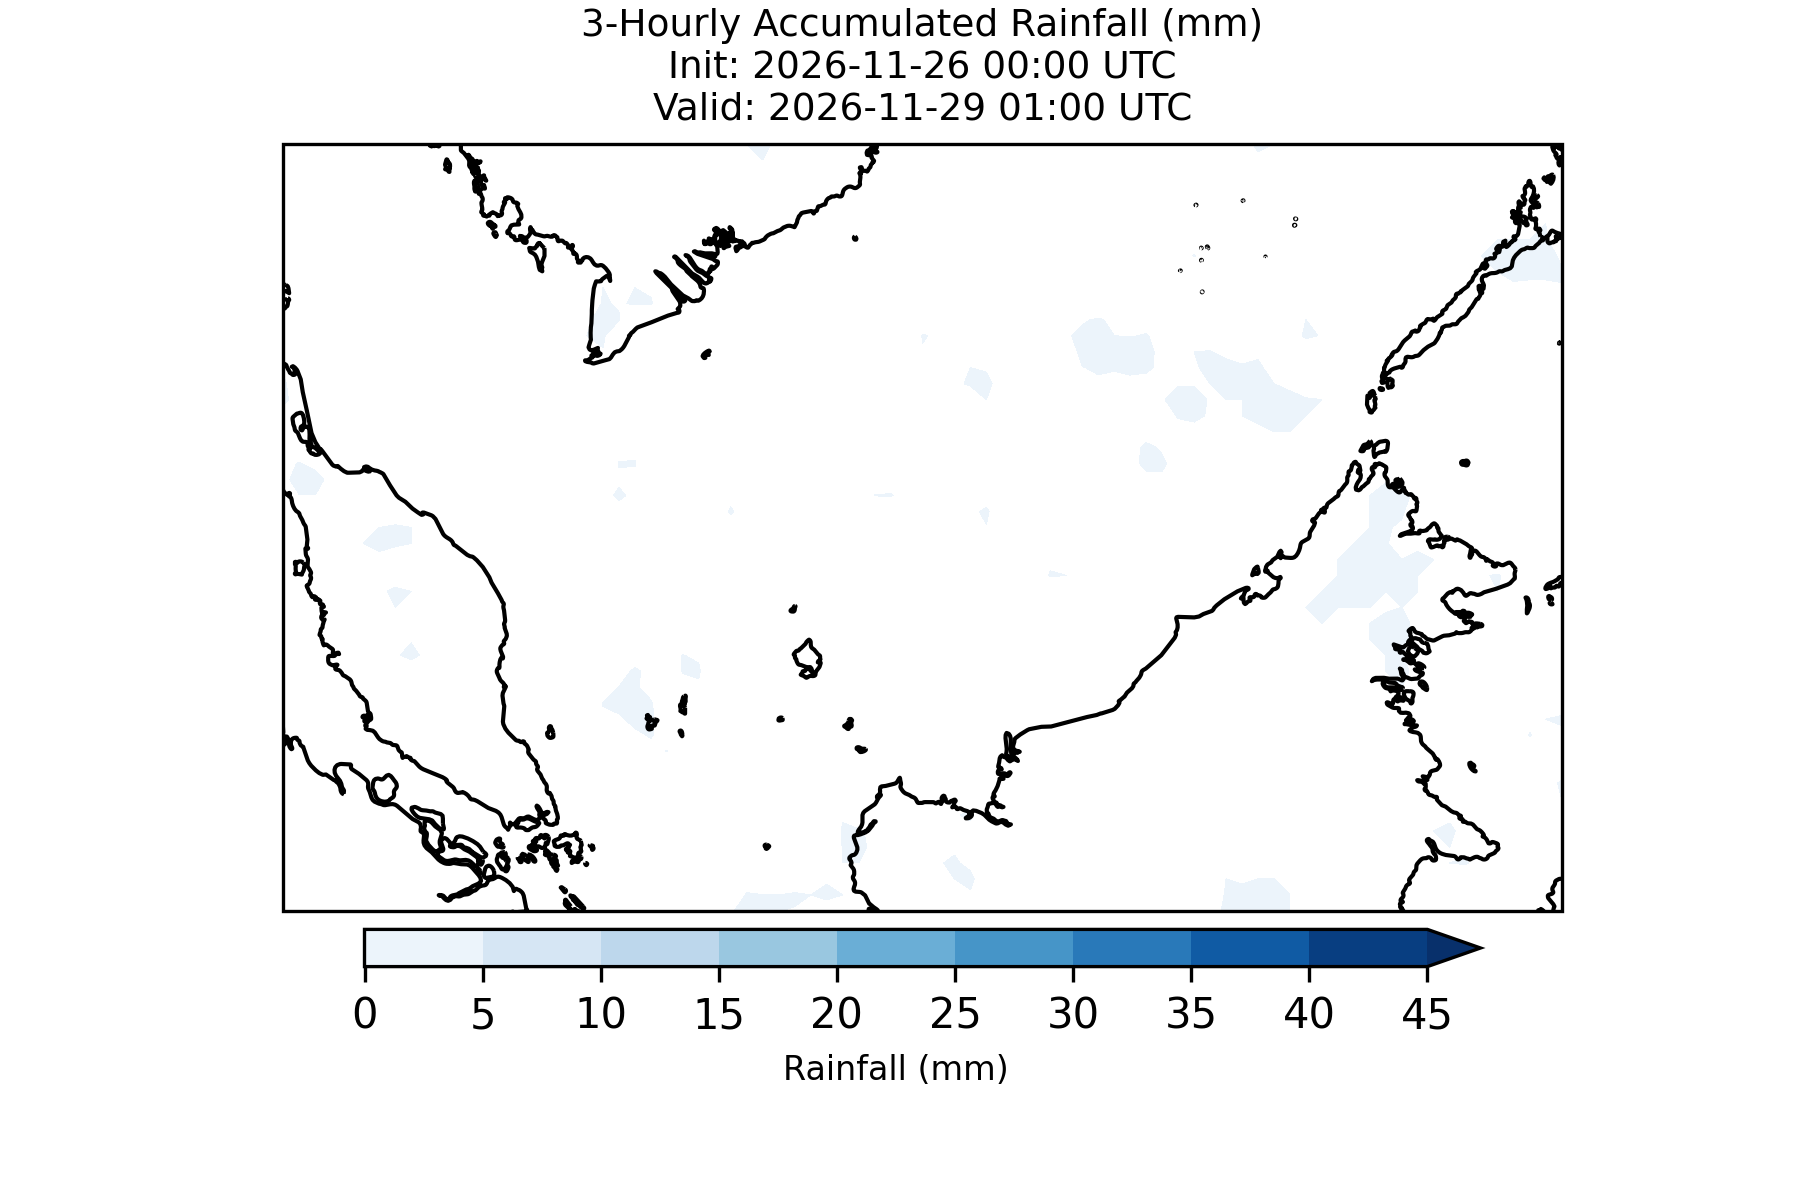 3-Hourly Accumulated Rainfall (mm)
Init: 2026-11-26 00:00 UTC
Valid: 2026-11-29 01:00 UTC
0 5 10 15 20 25 30 35 40 45
Rainfall (mm)